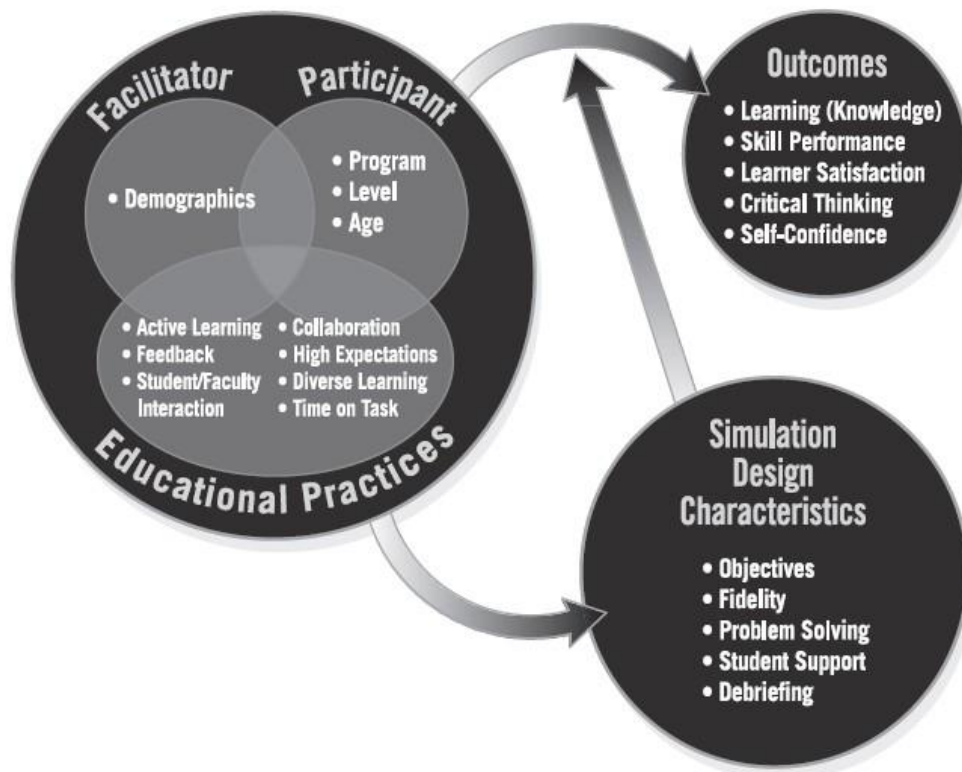 Facilitator
Participant
• Demographics
• Program
• Level
• Age
• Active Learning
• Feedback
• Student/Faculty
Interaction
• Collaboration
• High Expectations
• Diverse Learning
• Time on Task
Educational Practices
Outcomes
• Learning (Knowledge)
• Skill Performance
• Learner Satisfaction
• Critical Thinking
• Self-Confidence
Simulation
Design
Characteristics
• Objectives
• Fidelity
• Problem Solving
• Student Support
• Debriefing